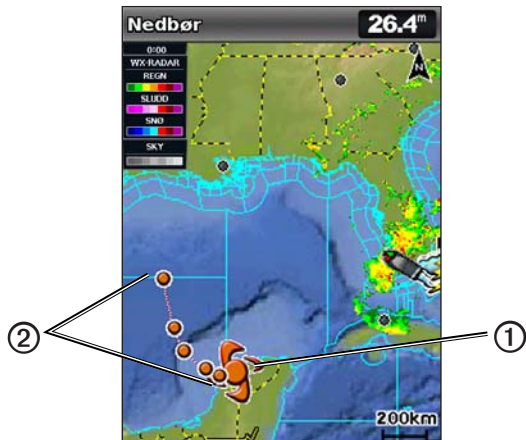 Nedbør
26.4m
0:00
WX-RADAR
REGN
SLUDD
SNØ
SKY
N
②
①
200km